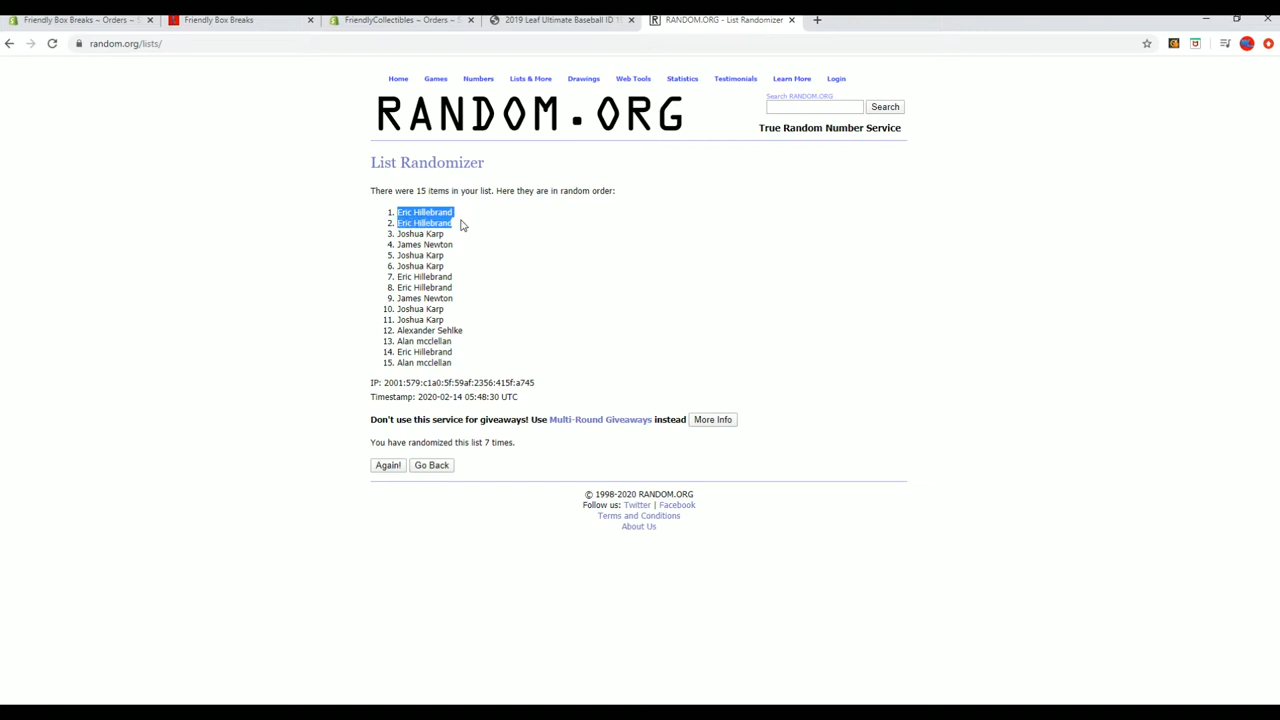 Friendly Box Breaks ~ Orders ~ S
Friendly Box Breaks
FriendlyCollectibles ~ Orders ~ S
2019 Leaf Ultimate Baseball ID 10
RANDOM.ORG - List Randomizer
random.org/lists/
Home Games Numbers Lists & More Drawings Web Tools Statistics Testimonials Learn More Login
RANDOM.ORG
Search RANDOM.ORG
Search
True Random Number Service
List Randomizer
There were 15 items in your list. Here they are in random order:
1. Eric Hillebrand
2. Eric Hillebrand
3. Joshua Karp
4. James Newton
5. Joshua Karp
6. Joshua Karp
7. Eric Hillebrand
8. Eric Hillebrand
9. James Newton
10. Joshua Karp
11. Joshua Karp
12. Alexander Sehlke
13. Alan mcclellan
14. Eric Hillebrand
15. Alan mcclellan
IP: 2001:579:c1a0:5f:59af:2356:415f:a745
Timestamp: 2020-02-14 05:48:30 UTC
Don't use this service for giveaways! Use Multi-Round Giveaways instead More Info
You have randomized this list 7 times.
Again! Go Back
© 1998-2020 RANDOM.ORG
Follow us: Twitter | Facebook
Terms and Conditions
About Us